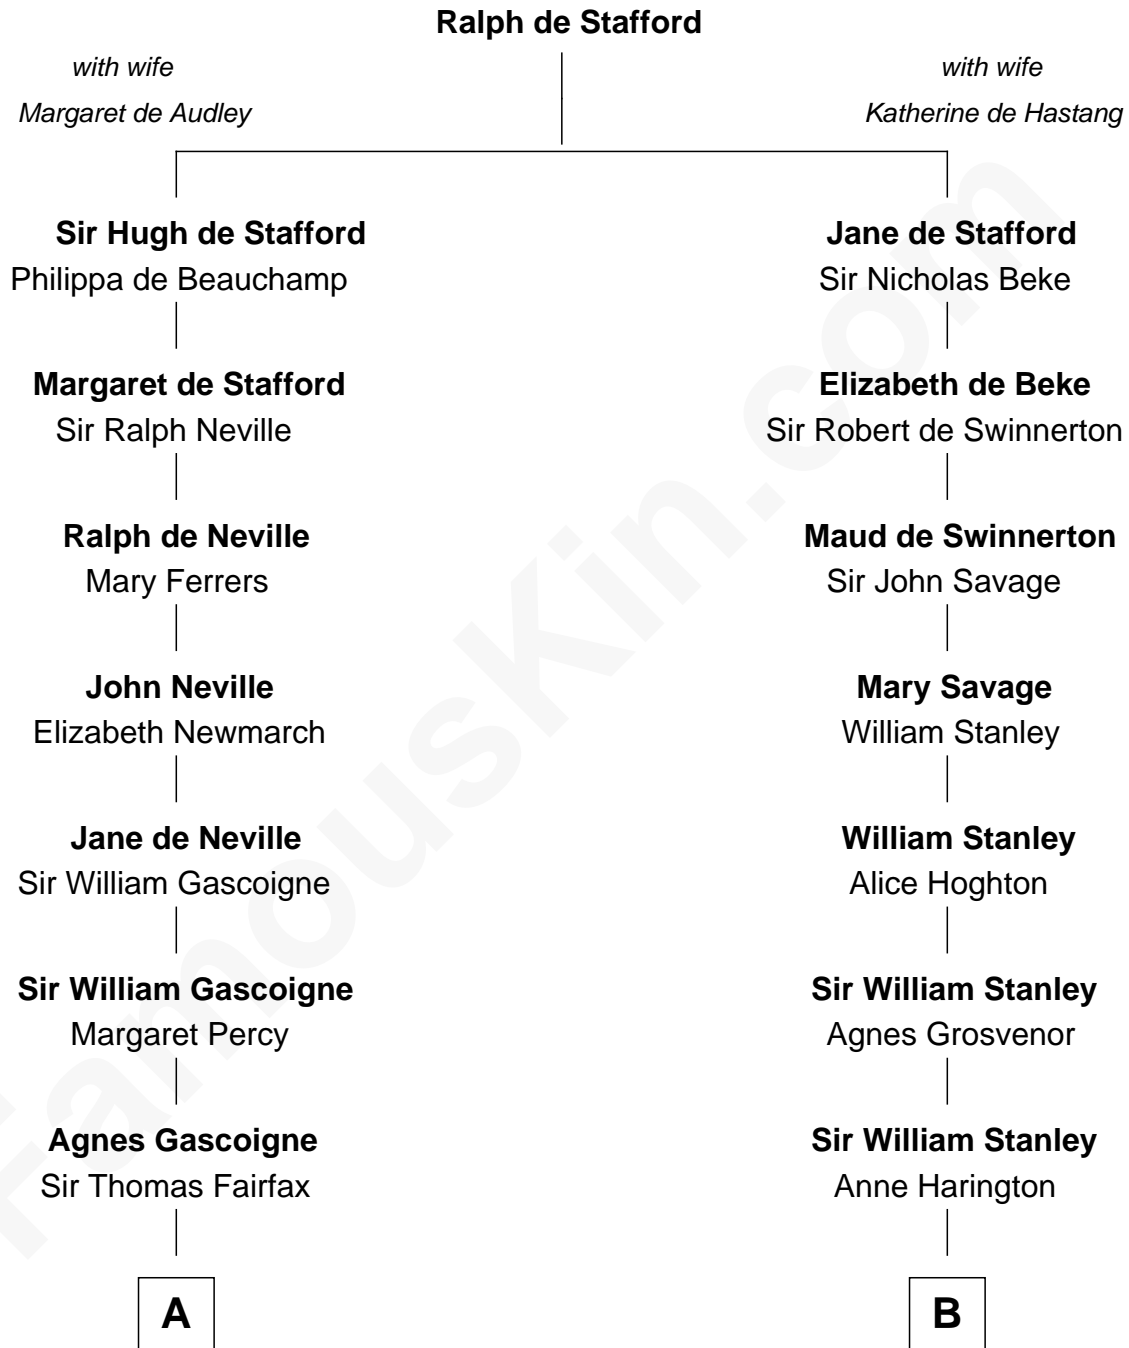 Ralph de Stafford
with wife
Margaret de Audley
with wife
Katherine de Hastang
Sir Hugh de Stafford
Philippa de Beauchamp
Jane de Stafford
Sir Nicholas Beke
Margaret de Stafford
Sir Ralph Neville
Elizabeth de Beke
Sir Robert de Swinnerton
Ralph de Neville
Mary Ferrers
Maud de Swinnerton
Sir John Savage
John Neville
Elizabeth Newmarch
Mary Savage
William Stanley
Jane de Neville
Sir William Gascoigne
William Stanley
Alice Hoghton
Sir William Gascoigne
Margaret Percy
Sir William Stanley
Agnes Grosvenor
Agnes Gascoigne
Sir Thomas Fairfax
Sir William Stanley
Anne Harington
A
B
FamousKin.com